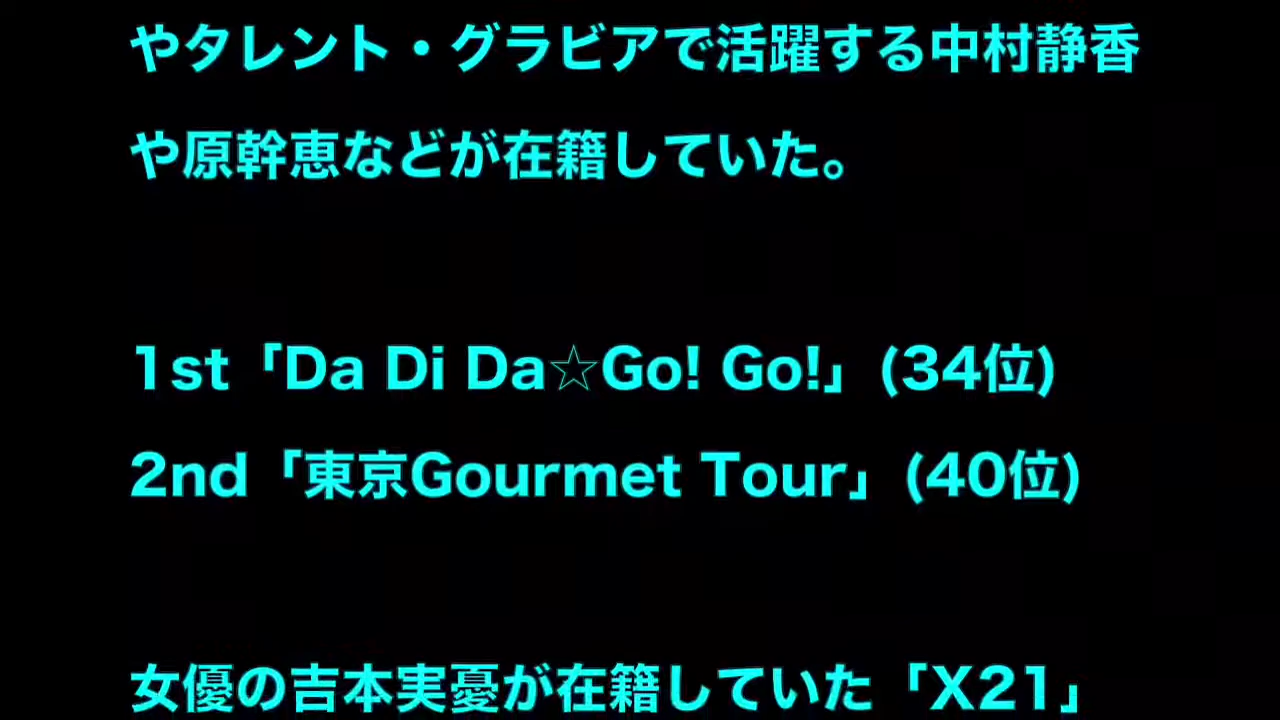 やタレント・グラビアで活躍する中村静香
や原幹恵などが在籍していた。
1st「Da Di Da☆Go! Go!」(34位)
2nd「東京Gourmet Tour」(40位)
女優の吉本実憂が在籍していた「X21」